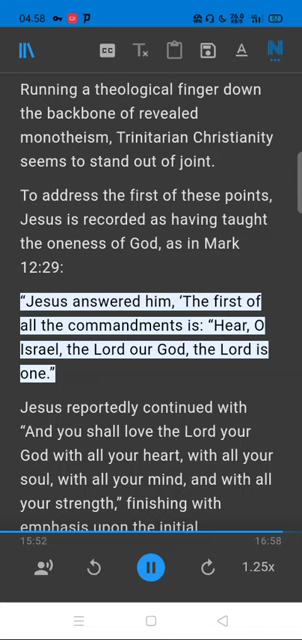 04.58
CC
A
N
Running a theological finger down
the backbone of revealed
monotheism, Trinitarian Christianity
seems to stand out of joint.
To address the first of these points,
Jesus is recorded as having taught
the oneness of God, as in Mark
12:29:
“Jesus answered him, ‘The first of
all the commandments is: “Hear, O
Israel, the Lord our God, the Lord is
one.”
Jesus reportedly continued with
“And you shall love the Lord your
God with all your heart, with all your
soul, with all your mind, and with all
your strength,” finishing with
emphasis upon the initial
15:52
16:58
1.25x